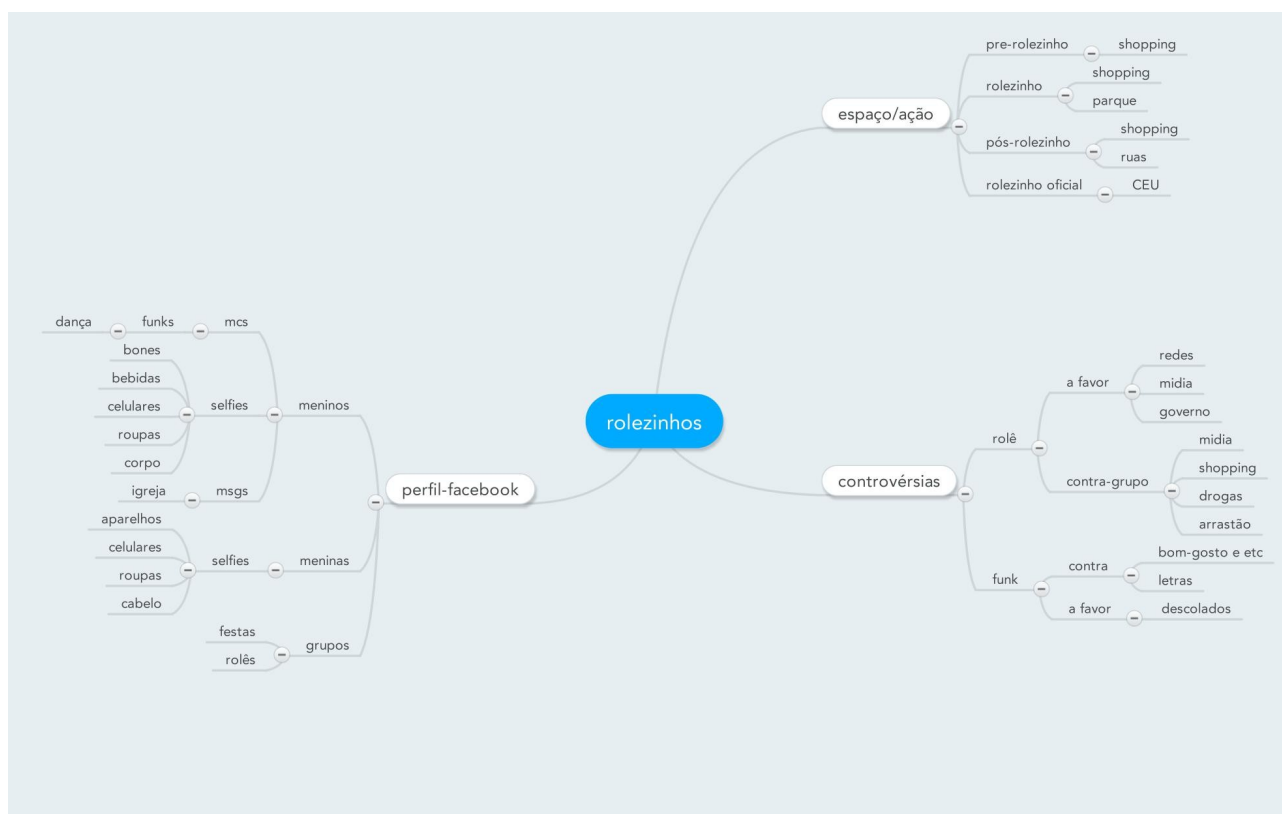 rolezinhos
espaço/ação
pre-rolezinho
shopping
rolezinho
shopping
parque
pós-rolezinho
shopping
ruas
rolezinho oficial
CEU
controvérsias
rolê
a favor
redes
midia
governo
contra-grupo
midia
shopping
drogas
arrastão
funk
contra
bom-gosto e etc
letras
a favor
descolados
perfil-facebook
meninos
mcs
funks
dança
selfies
bones
bebidas
celulares
roupas
corpo
msgs
igreja
meninas
selfies
aparelhos
celulares
roupas
cabelo
grupos
festas
rolês